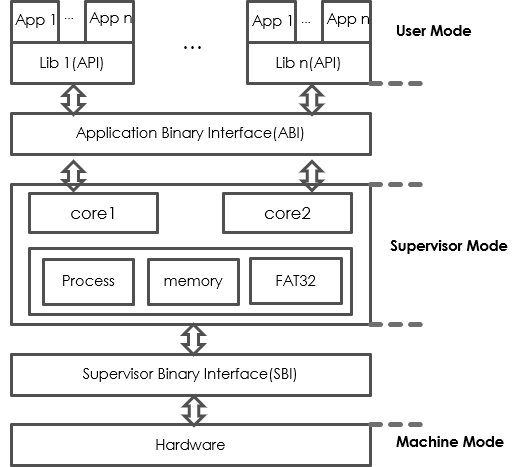 App 1 ... App n ... App 1 ... App n User Mode
Lib 1(API) Lib n(API)
Application Binary Interface(ABI)
core1 core2
Supervisor Mode
Process memory FAT32
Supervisor Binary Interface(SBI)
Hardware Machine Mode